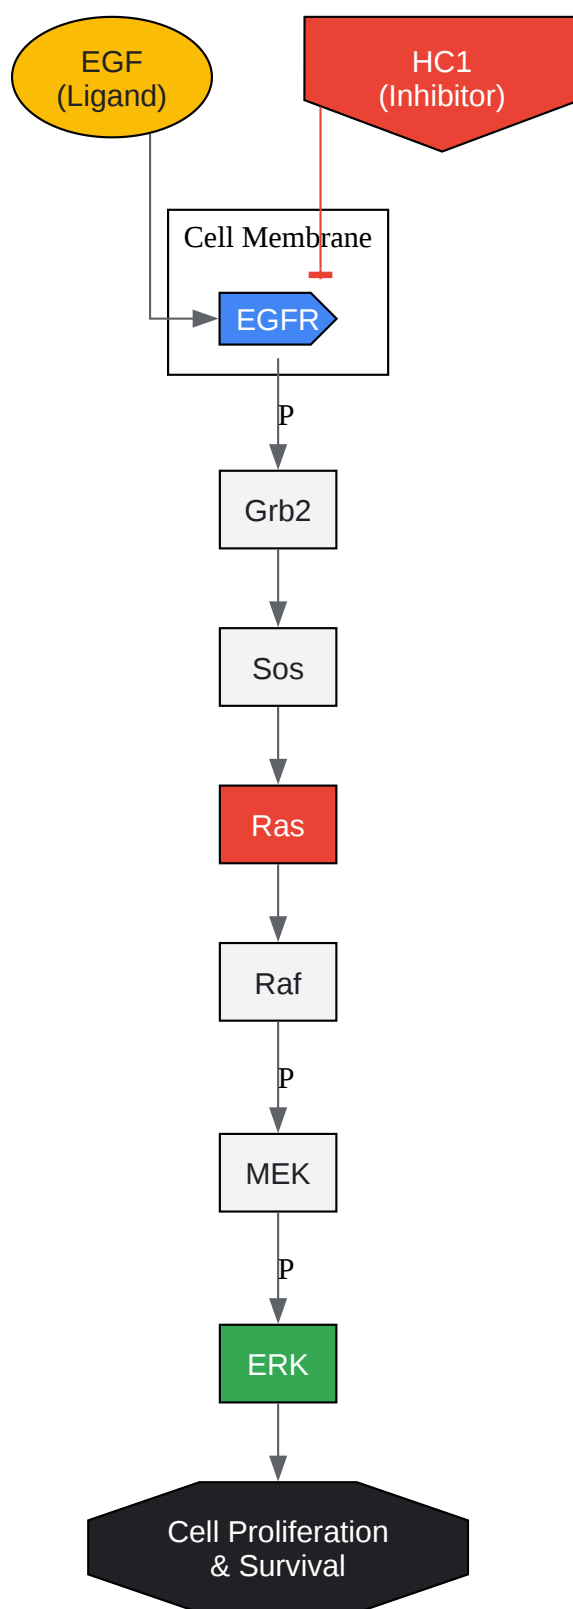 EGF
(Ligand)
HC1
(Inhibitor)
Cell Membrane
EGFR
P
Grb2
Sos
Ras
Raf
P
MEK
P
ERK
Cell Proliferation
& Survival